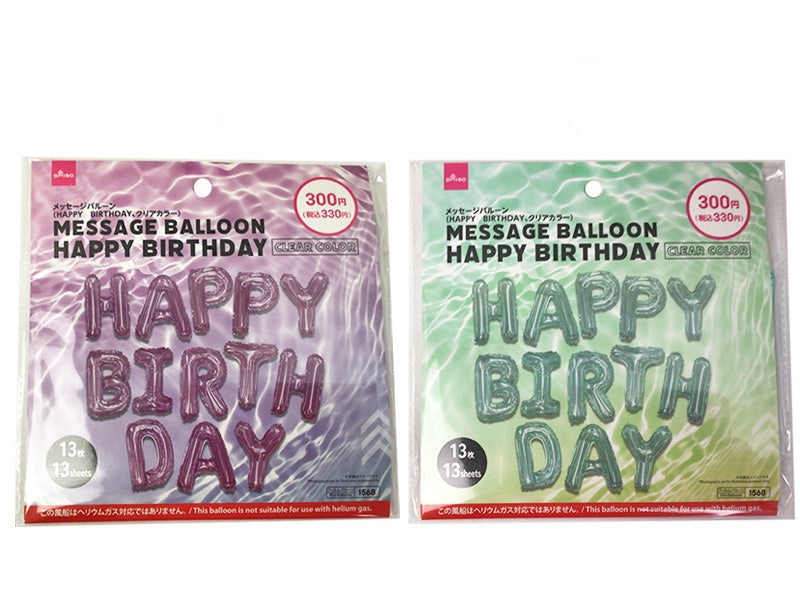 DAISO
300円
(税込330円)
メッセージバルーン
(HAPPY BIRTHDAY、クリアカラー)
MESSAGE BALLOON
HAPPY BIRTHDAY CLEAR COLOR
HAPPY
BIRTH
DAY
13枚
13sheets
1568
この風船はヘリウムガス対応ではありません。/ This balloon is not suitable for use with helium gas.
DAISO
300円
(税込330円)
メッセージバルーン
(HAPPY BIRTHDAY、クリアカラー)
MESSAGE BALLOON
HAPPY BIRTHDAY CLEAR COLOR
HAPPY
BIRTH
DAY
13枚
13sheets
1568
この風船はヘリウムガス対応ではありません。/ This balloon is not suitable for use with helium gas.